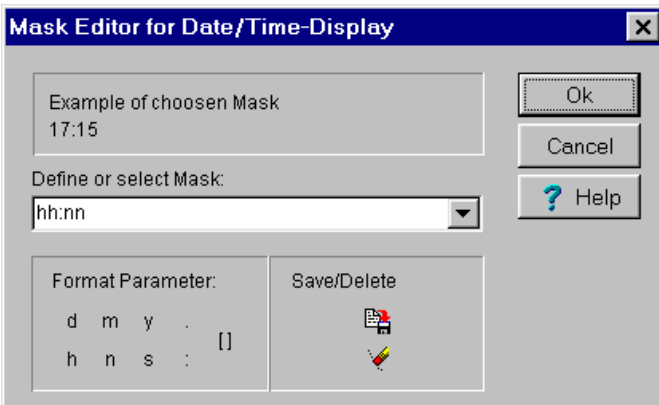 Mask Editor for Date/Time-Display
Example of choosen Mask
17:15
Ok
Cancel
? Help
Define or select Mask:
hh:nn
Format Parameter:
d m y .
h n s :
[]
Save/Delete